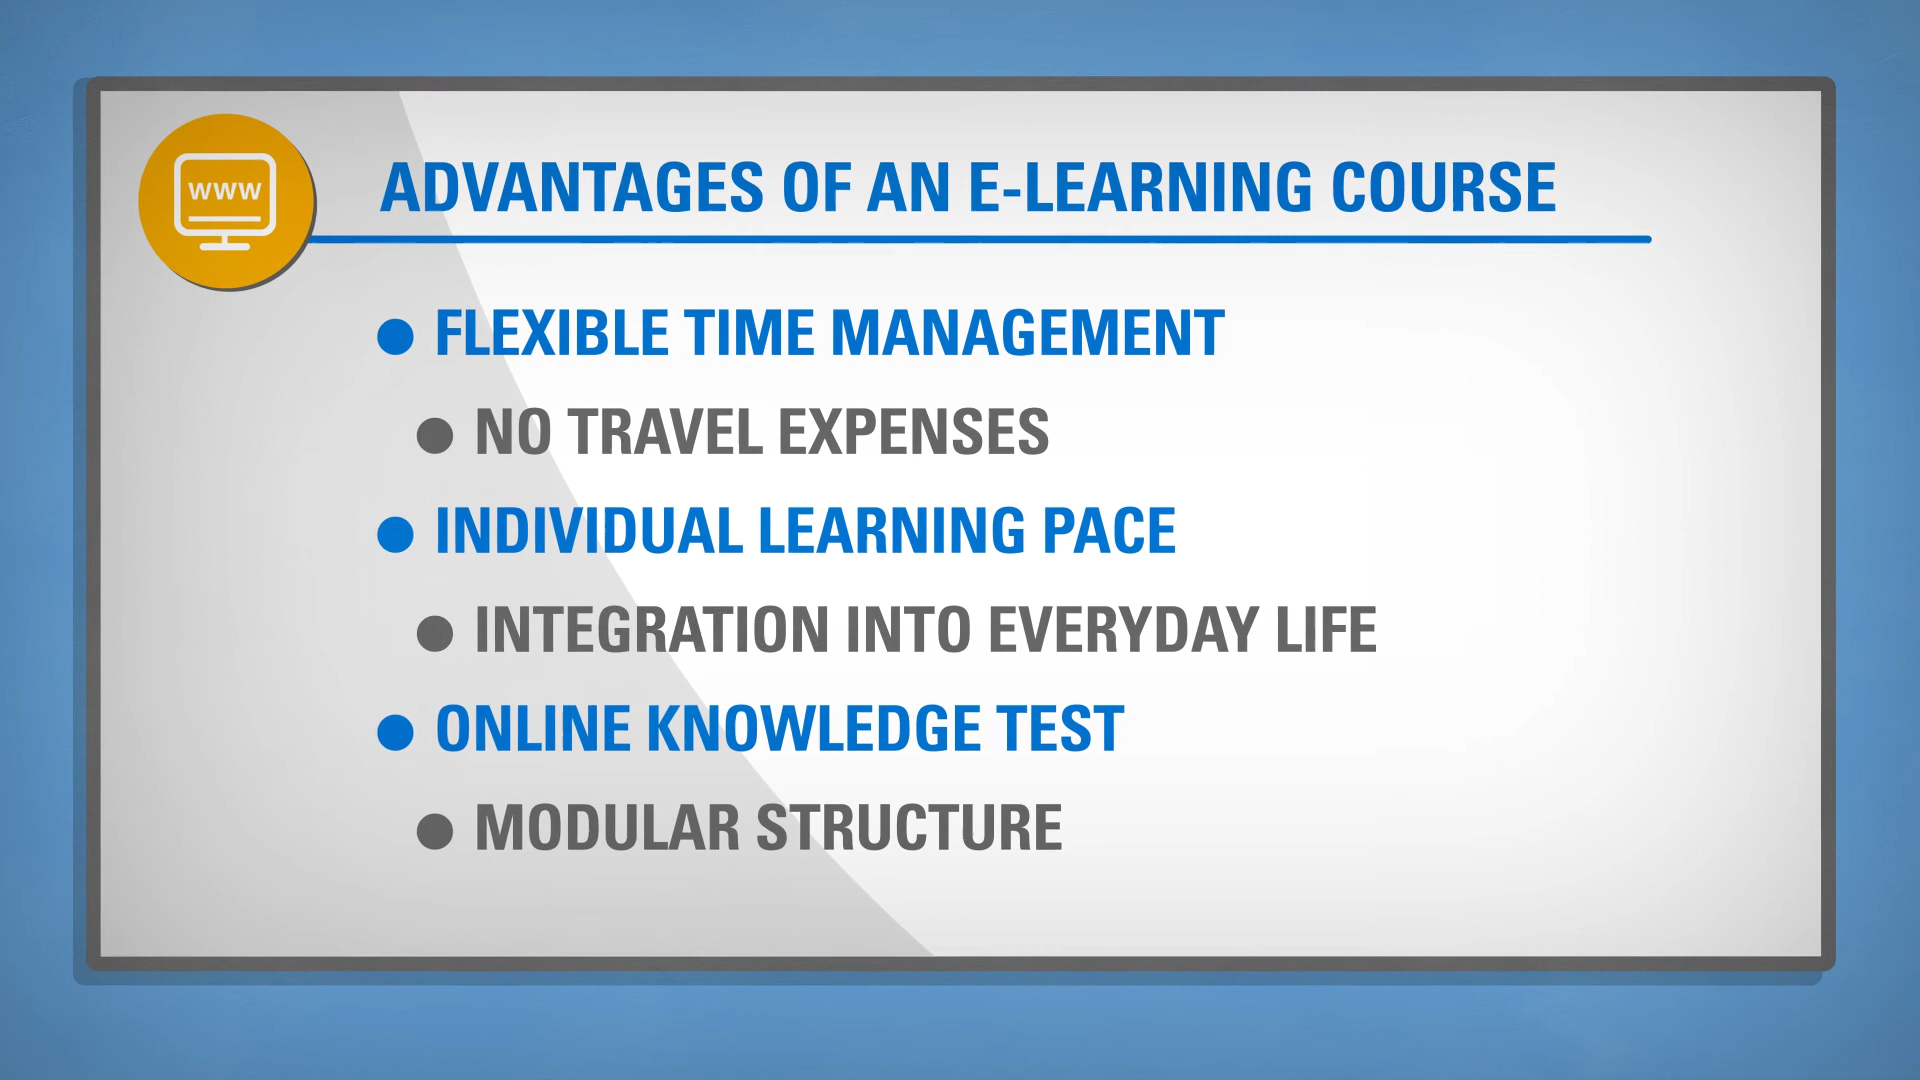 WWW
ADVANTAGES OF AN E-LEARNING COURSE
FLEXIBLE TIME MANAGEMENT
NO TRAVEL EXPENSES
INDIVIDUAL LEARNING PACE
INTEGRATION INTO EVERYDAY LIFE
ONLINE KNOWLEDGE TEST
MODULAR STRUCTURE